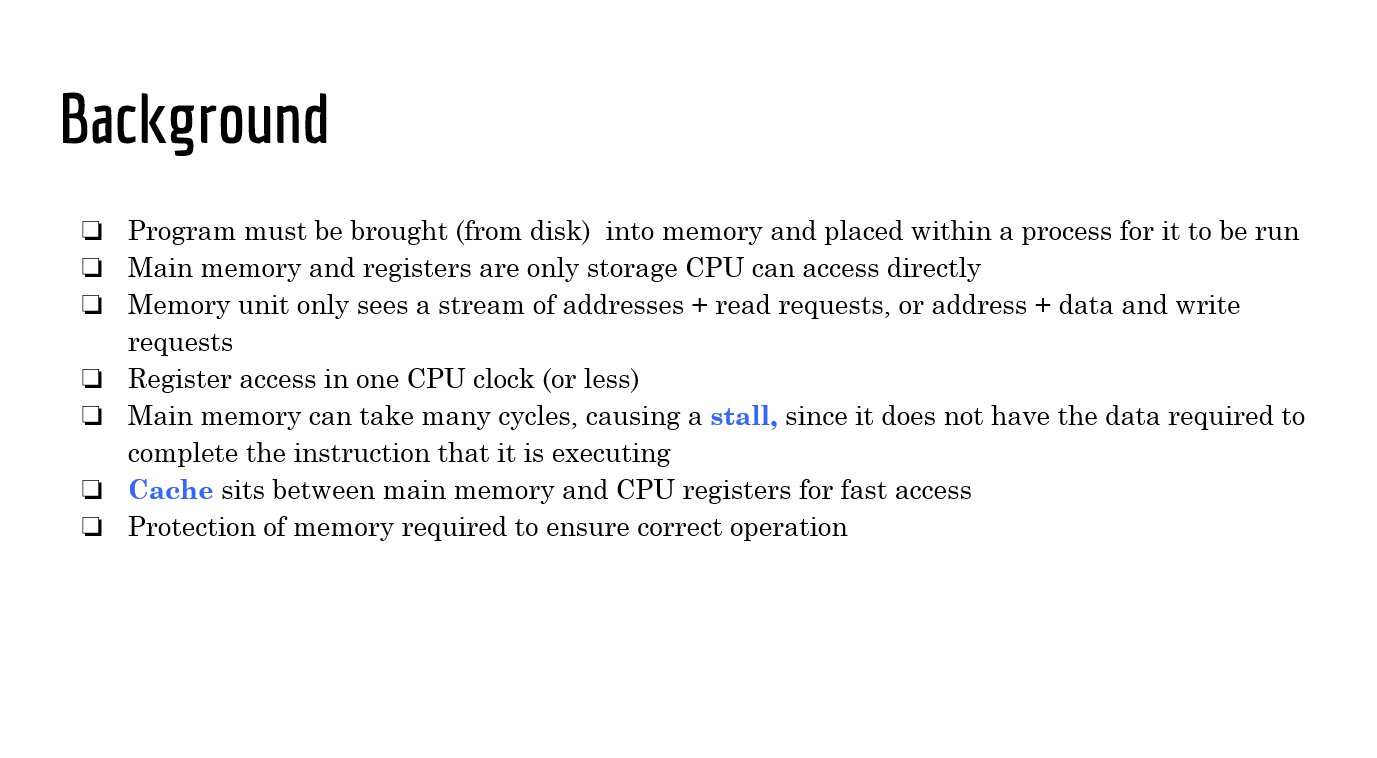 Background
❏ Program must be brought (from disk)  into memory and placed within a process for it to be run
❏ Main memory and registers are only storage CPU can access directly
❏ Memory unit only sees a stream of addresses + read requests, or address + data and write
requests
❏ Register access in one CPU clock (or less)
❏ Main memory can take many cycles, causing a stall, since it does not have the data required to
complete the instruction that it is executing
❏ Cache sits between main memory and CPU registers for fast access
❏ Protection of memory required to ensure correct operation